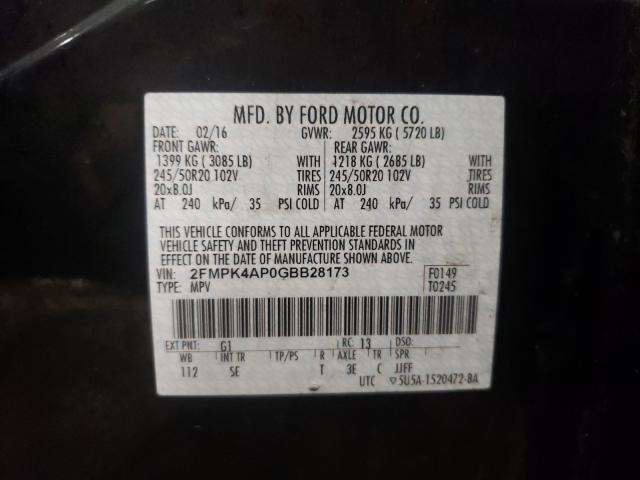 MFD. BY FORD MOTOR CO.
DATE: 02/16 GVWR: 2595 KG ( 5720 LB)
FRONT GAWR: REAR GAWR:
1399 KG ( 3085 LB) WITH 1218 KG ( 2685 LB) WITH
245/50R20 102V TIRES 245/50R20 102V TIRES
20x8.0J RIMS 20x8.0J RIMS
AT 240 kPa/ 35 PSI COLD AT 240 kPa/ 35 PSI COLD
THIS VEHICLE CONFORMS TO ALL APPLICABLE FEDERAL MOTOR
VEHICLE SAFETY AND THEFT PREVENTION STANDARDS IN
EFFECT ON THE DATE OF MANUFACTURE SHOWN ABOVE.
VIN: 2FMPK4AP0GBB28173 F0149
TYPE: MPV T0245
EXT PNT: G1 RC: 13 DSO:
WB INT TR TP/PS R AXLE TR SPR
112 SE T 3E C JJFF
UTC ▽5U5A-1520472-BA